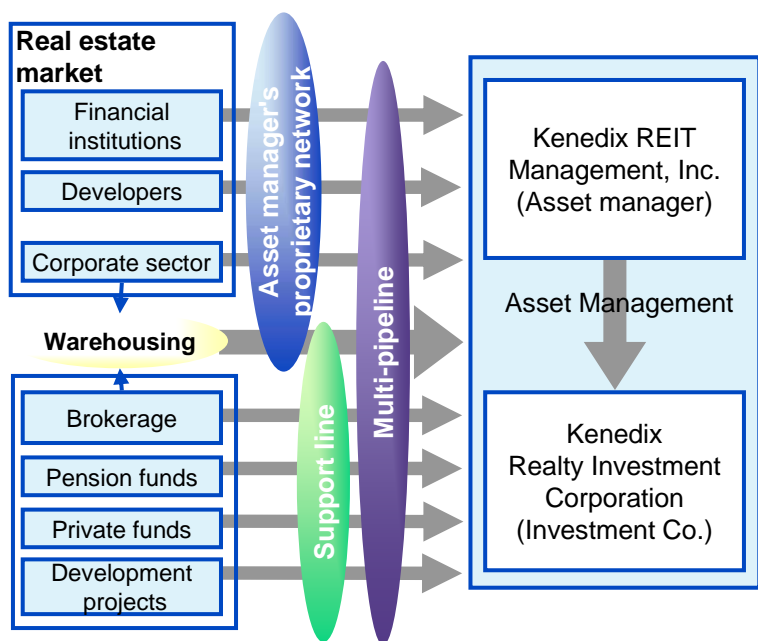 Real estate
market
Financial
institutions
Developers
Corporate sector
Warehousing
Brokerage
Pension funds
Private funds
Development
projects
Asset manager's
proprietary network
Support line
Multi-pipeline
Kenedix REIT
Management, Inc.
(Asset manager)
Asset Management
Kenedix
Realty Investment
Corporation
(Investment Co.)